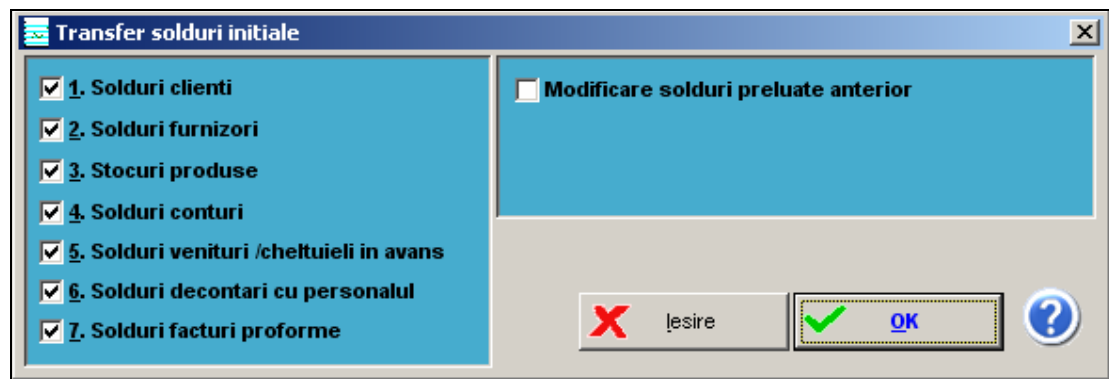 Transfer solduri initiale
1. Solduri clienti
2. Solduri furnizori
3. Stocuri produse
4. Solduri conturi
5. Solduri venituri /cheltuieli in avans
6. Solduri decontari cu personalul
7. Solduri facturi proforme
Modificare solduri preluate anterior
Iesire
OK
?